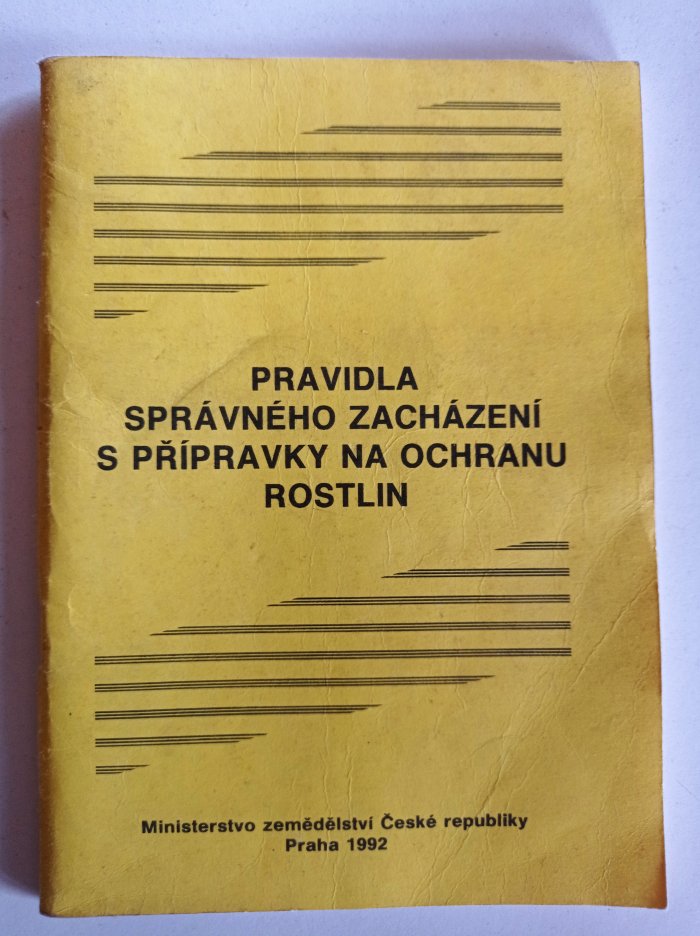 PRAVIDLA
SPRÁVNÉHO ZACHÁZENÍ
S PŘÍPRAVKY NA OCHRANU
ROSTLIN
Ministerstvo zemědělství České republiky
Praha 1992